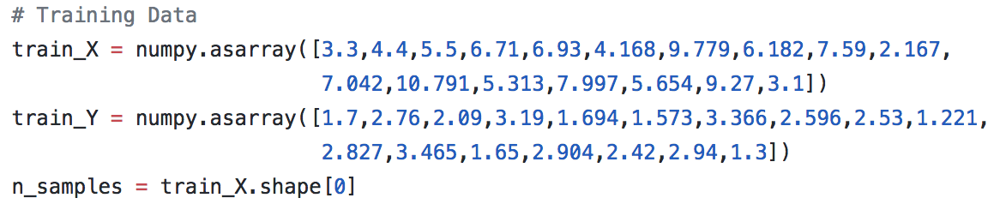 # Training Data
train_X = numpy.asarray([3.3,4.4,5.5,6.71,6.93,4.168,9.779,6.182,7.59,2.167,
7.042,10.791,5.313,7.997,5.654,9.27,3.1])
train_Y = numpy.asarray([1.7,2.76,2.09,3.19,1.694,1.573,3.366,2.596,2.53,1.221,
2.827,3.465,1.65,2.904,2.42,2.94,1.3])
n_samples = train_X.shape[0]